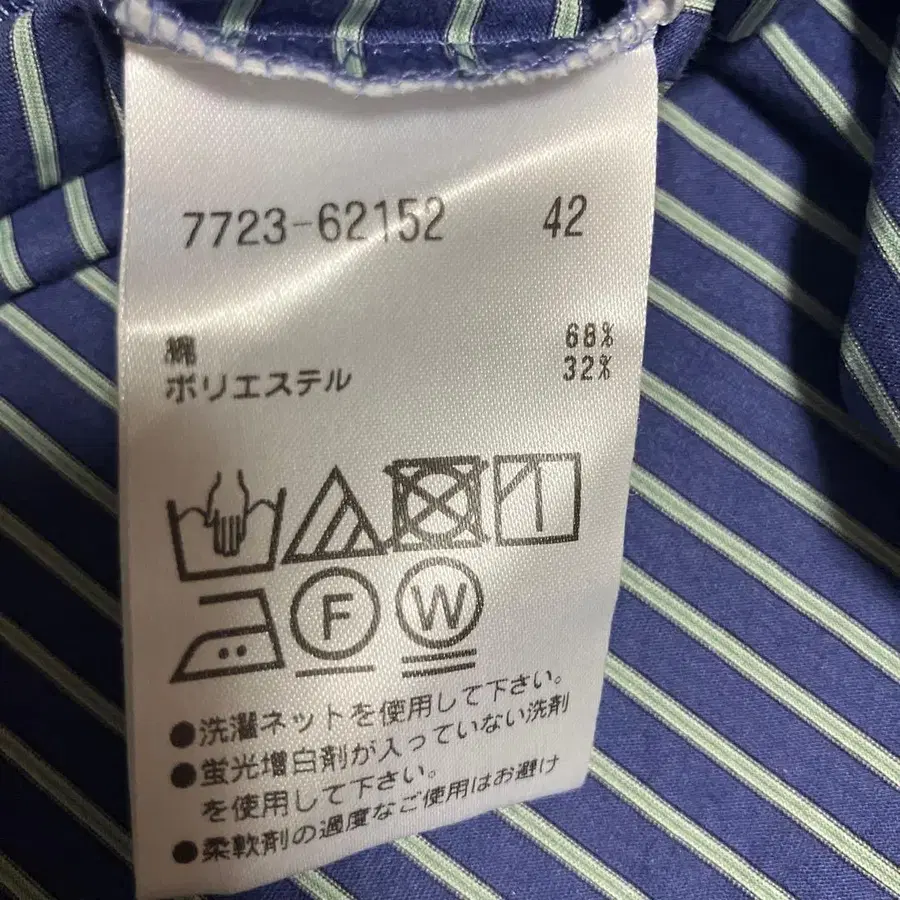 7723-62152 42
綿 68%
ポリエステル 32%
F W
●洗濯ネットを使用して下さい。
●蛍光増白剤が入っていない洗剤
を使用して下さい。
●柔軟剤の過度なご使用はお避け